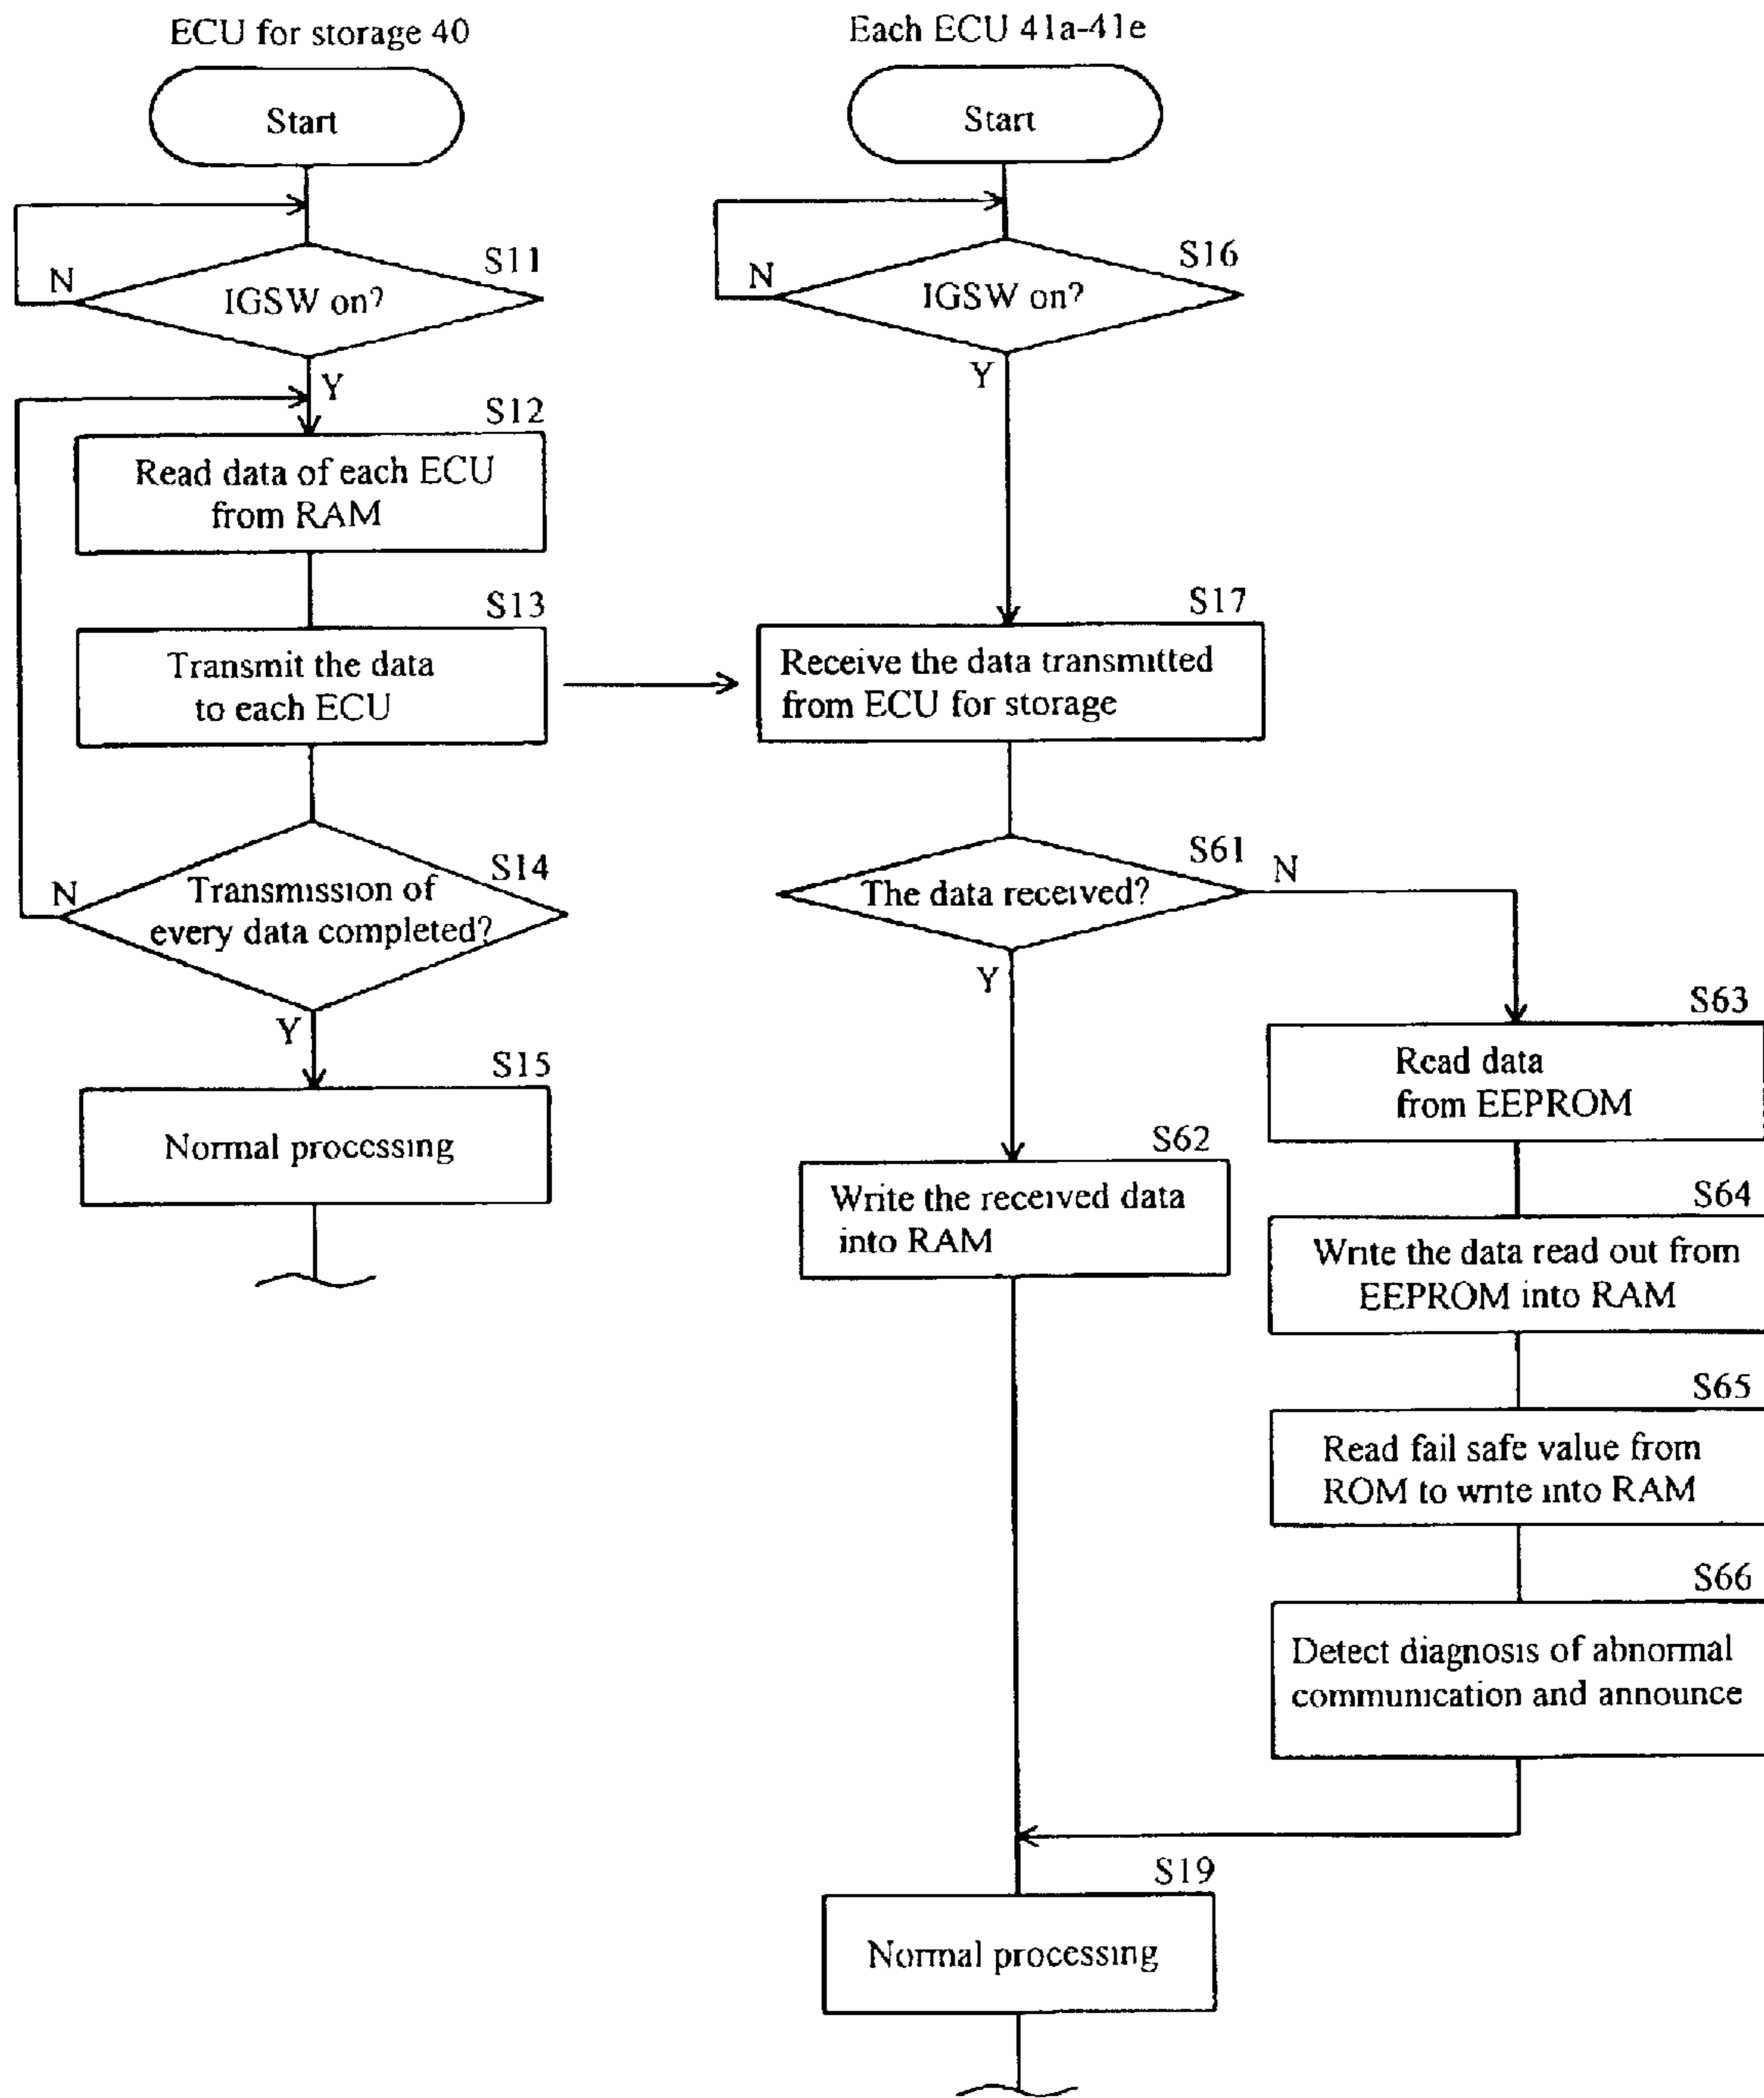 ECU for storage 40
Start
S11
N
IGSW on?
Y
S12
Read data of each ECU
from RAM
S13
Transmit the data
to each ECU
S14
N
Transmission of
every data completed?
Y
S15
Normal processing
Each ECU 41a-41e
Start
S16
N
IGSW on?
Y
S17
Receive the data transmitted
from ECU for storage
S61
N
The data received?
Y
S62
Write the received data
into RAM
S63
Read data
from EEPROM
S64
Write the data read out from
EEPROM into RAM
S65
Read fail safe value from
ROM to write into RAM
S66
Detect diagnosis of abnormal
communication and announce
S19
Normal processing